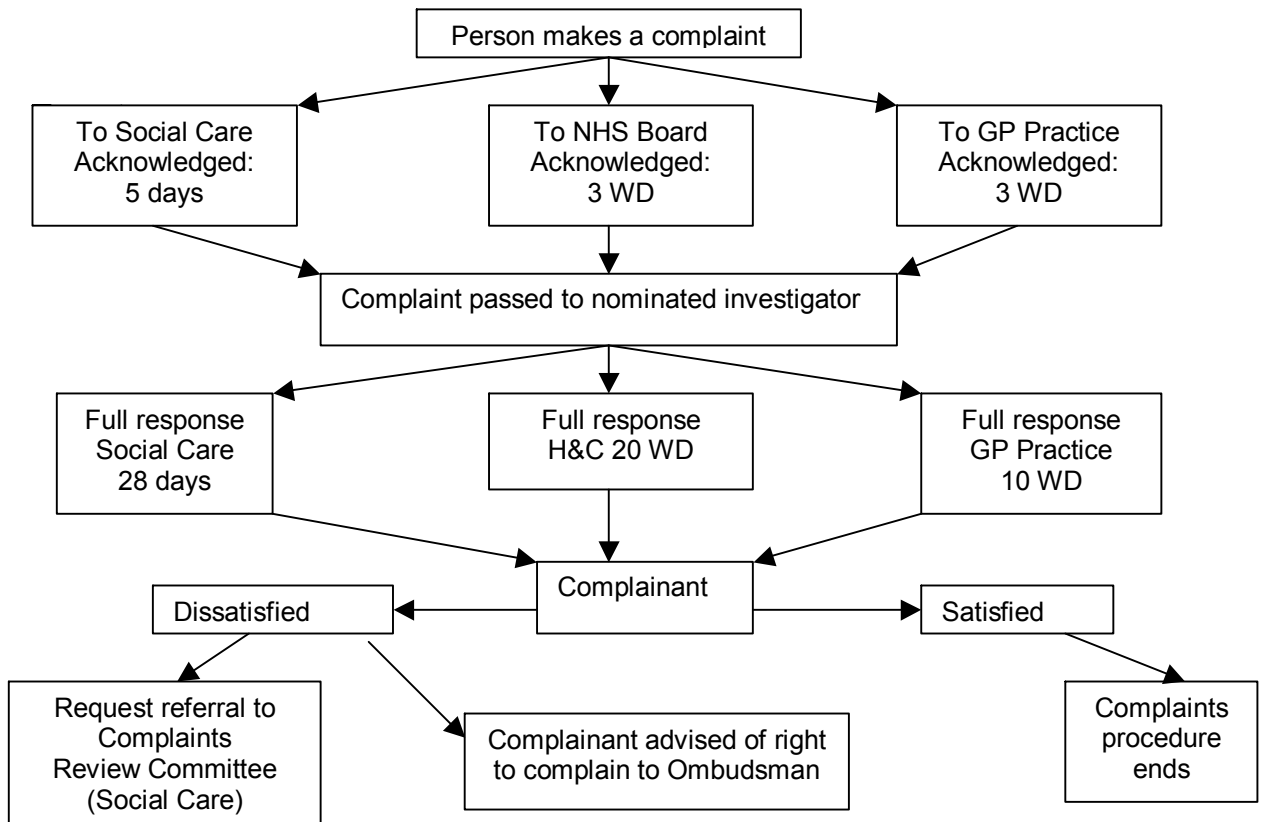 Person makes a complaint
To Social Care
Acknowledged:
5 days
To NHS Board
Acknowledged:
3 WD
To GP Practice
Acknowledged:
3 WD
Complaint passed to nominated investigator
Full response
Social Care
28 days
Full response
H&C 20 WD
Full response
GP Practice
10 WD
Complainant
Dissatisfied
Satisfied
Request referral to
Complaints
Review Committee
(Social Care)
Complainant advised of right
to complain to Ombudsman
Complaints
procedure
ends